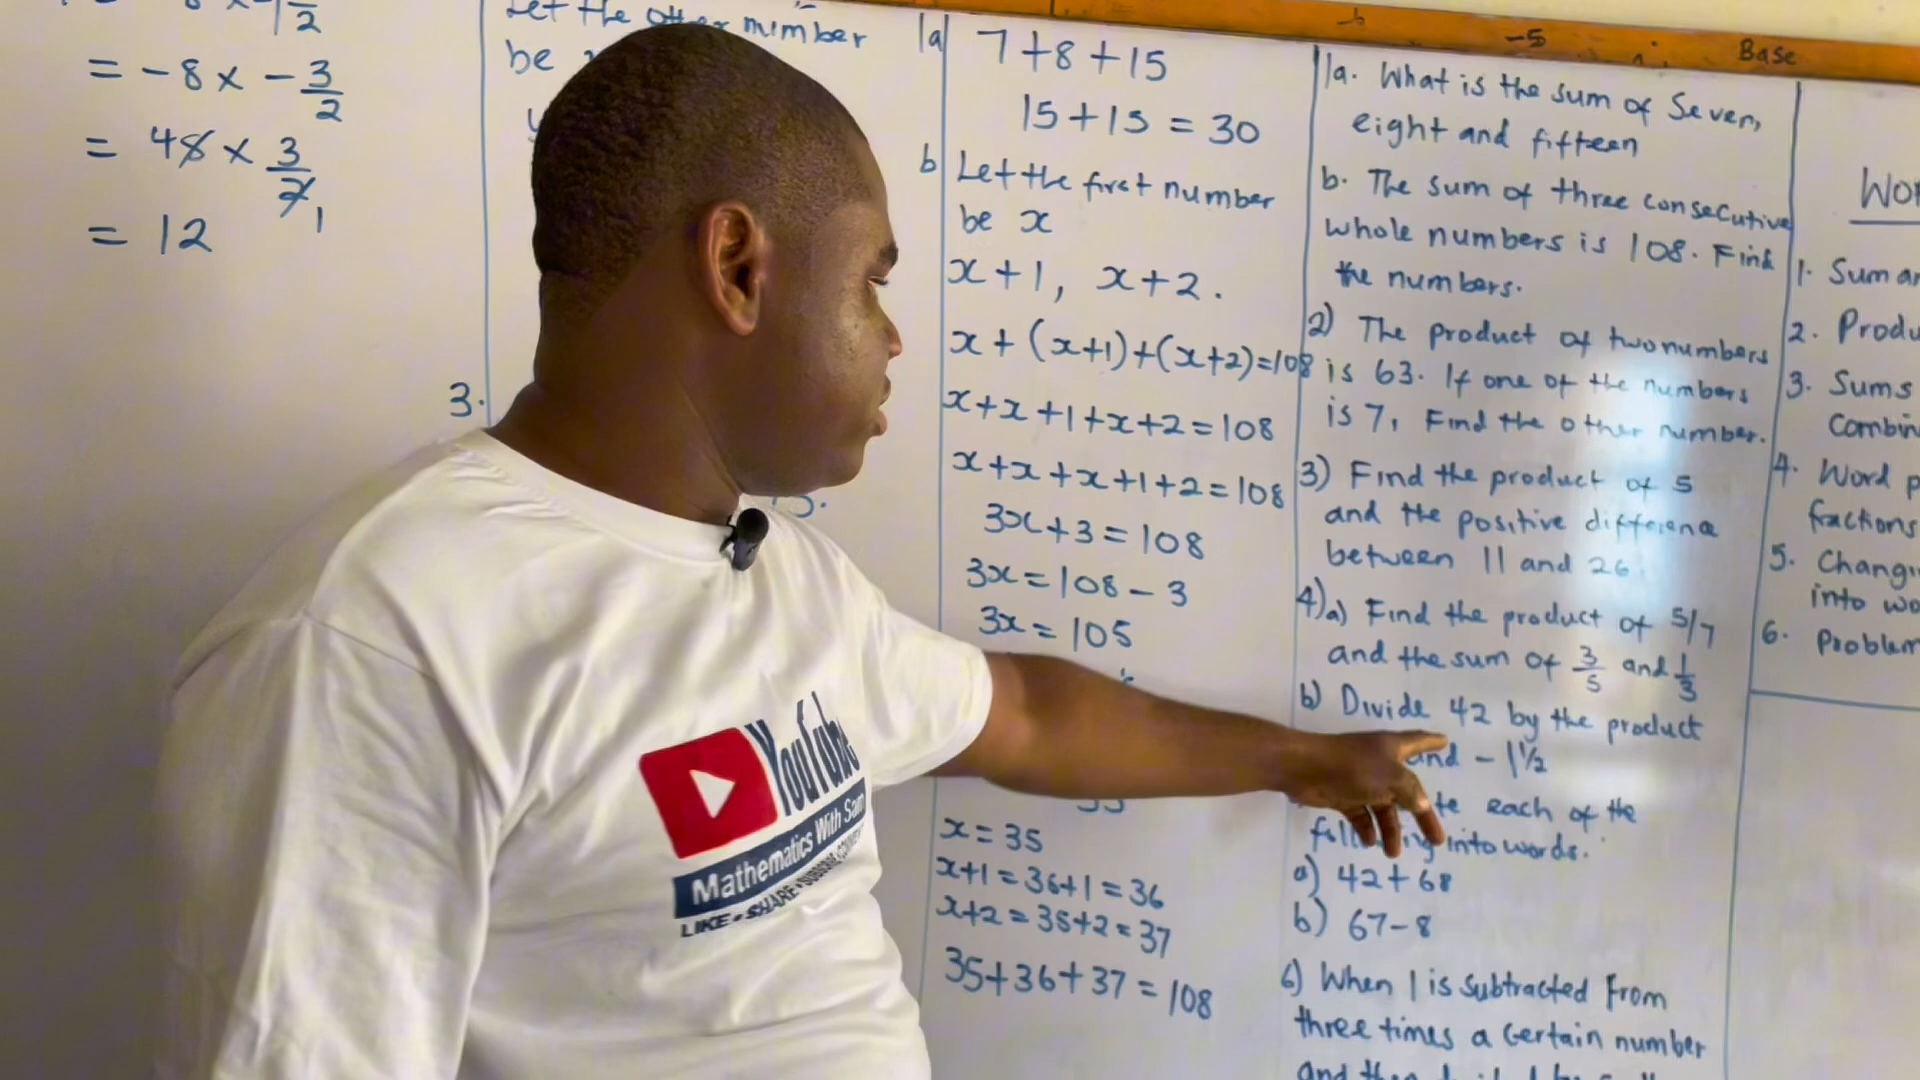 = -8 x - 3/2
= 48 x 3/2 1
= 12
Let the other number
be
3.
1a 7+8+15
15+15 = 30
b Let the first number
be x
x+1, x+2.
x+(x+1)+(x+2)=108
x+x+1+x+2=108
x+x+x+1+2=108
3x+3=108
3x=108-3
3x=105
x=35
x+1=36+1=36
x+2=35+2=37
35+36+37=108
-5 Base
1a. What is the sum of Seven,
eight and fifteen
b. The sum of three consecutive
whole numbers is 108. Find
the numbers.
2) The product of two numbers
is 63. If one of the numbers
is 7, Find the other number.
3) Find the product of 5
and the positive difference
between 11 and 26
4)a) Find the product of 5/7
and the sum of 3/5 and 1/3
b) Divide 42 by the product
and -1½
each of the
into words.
a) 42+68
b) 67-8
6) When 1 is subtracted from
three times a certain number
1. Sum
2.
3. Sums
4. Word
fractions
5.
into
6.
YouTube
Mathematics With Sam
LIKE • SHARE • SUBSCRIBE